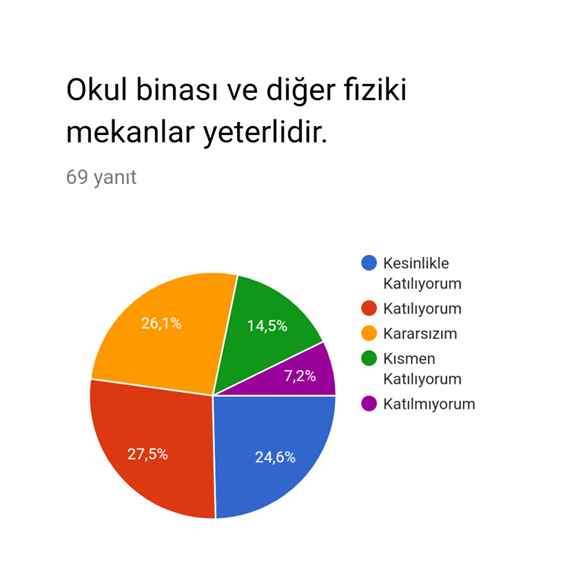 Okul binası ve diğer fiziki
mekanlar yeterlidir.
69 yanıt
Kesinlikle
Katılıyorum
Katılıyorum
Kararsızım
Kısmen
Katılıyorum
Katılmıyorum
26,1%
14,5%
7,2%
27,5%
24,6%